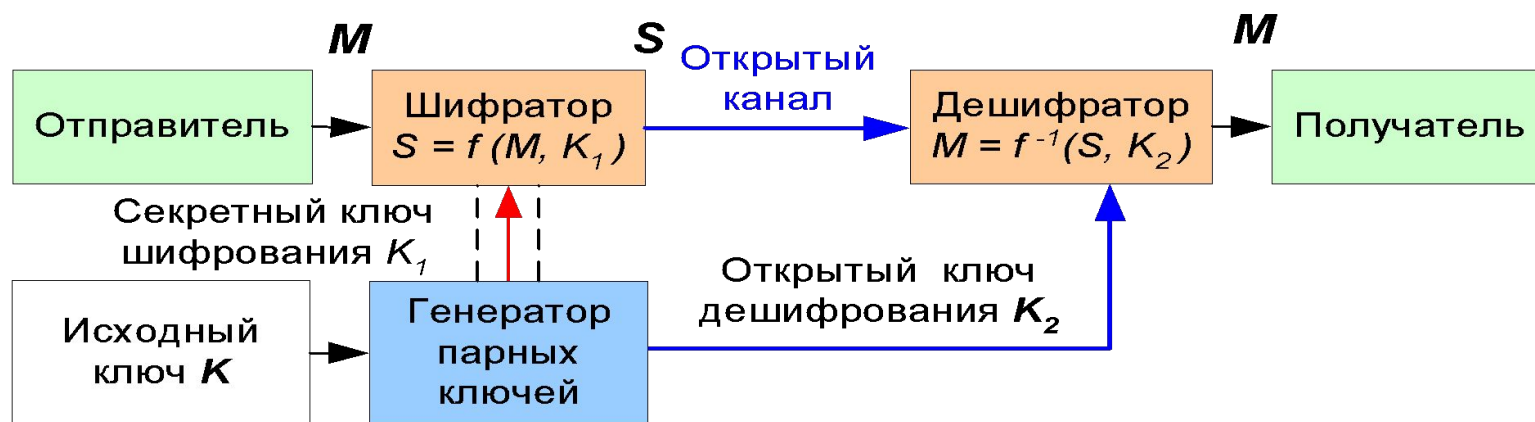 M
S
M
Отправитель
Шифратор
S = f (M, K₁)
Открытый
канал
Дешифратор
M = f ⁻¹(S, K₂)
Получатель
Секретный ключ
шифрования K₁
Исходный
ключ K
Генератор
парных
ключей
Открытый ключ
дешифрования K₂